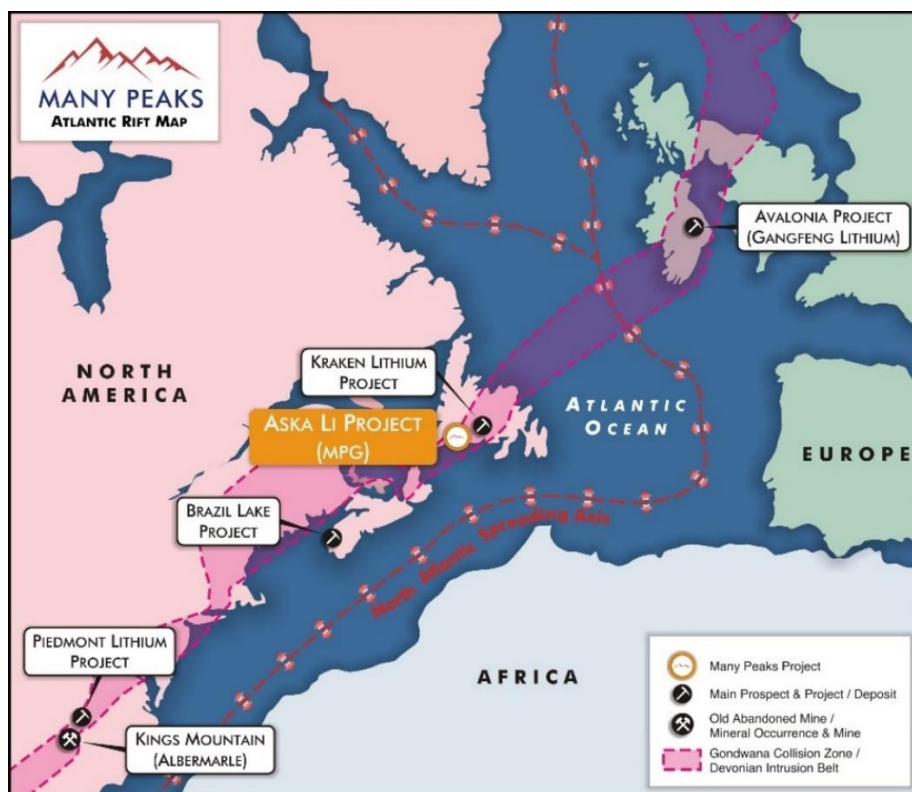 MANY PEAKS
ATLANTIC RIFT MAP
AVALONIA PROJECT
(GANGFENG LITHIUM)
NORTH
AMERICA
KRAKEN LITHIUM
PROJECT
ASKA LI PROJECT
(MPG)
ATLANTIC
OCEAN
EUROPE
BRAZIL LAKE
PROJECT
North Atlantic Spreading Axis
PIEDMONT LITHIUM
PROJECT
AFRICA
KINGS MOUNTAIN
(ALBERMARLE)
Many Peaks Project
Main Prospect & Project / Deposit
Old Abandoned Mine /
Mineral Occurrence & Mine
Gondwana Collision Zone /
Devonian Intrusion Belt